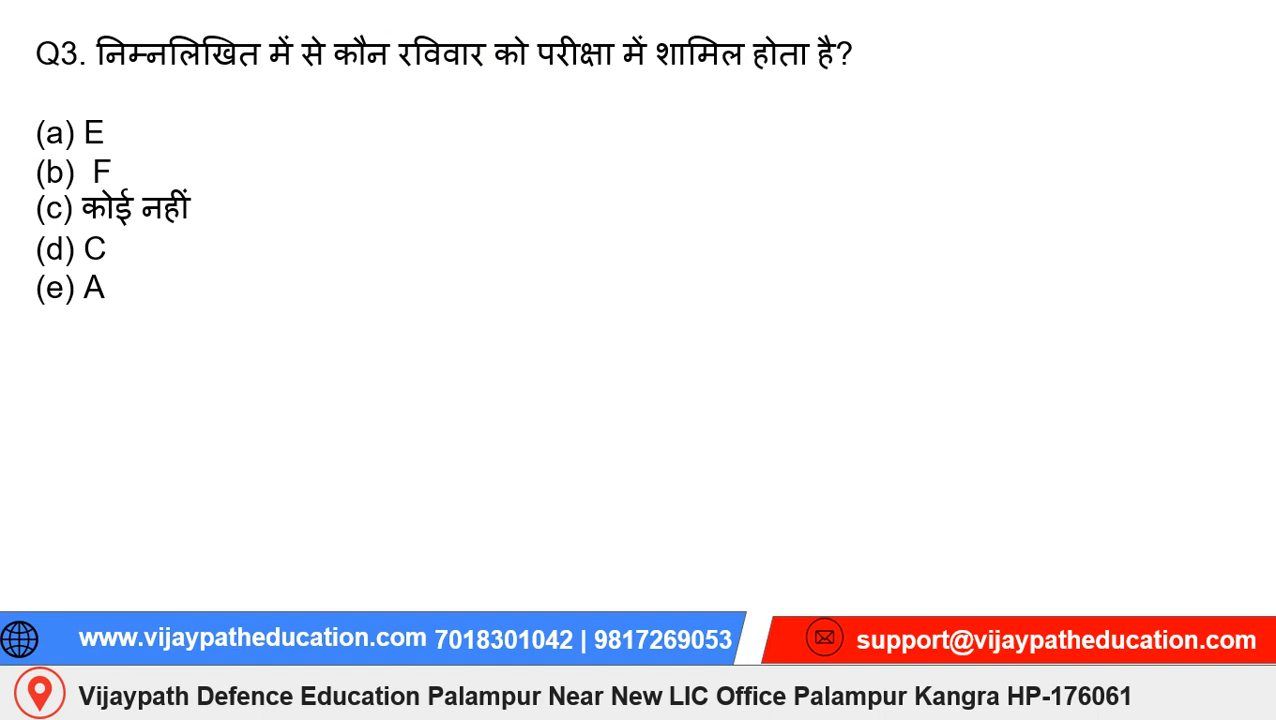 Q3. निम्नलिखित में से कौन रविवार को परीक्षा में शामिल होता है?
(a) E
(b) F
(c) कोई नहीं
(d) C
(e) A
www.vijaypatheducation.com 7018301042 | 9817269053
support@vijaypatheducation.com
Vijaypath Defence Education Palampur Near New LIC Office Palampur Kangra HP-176061